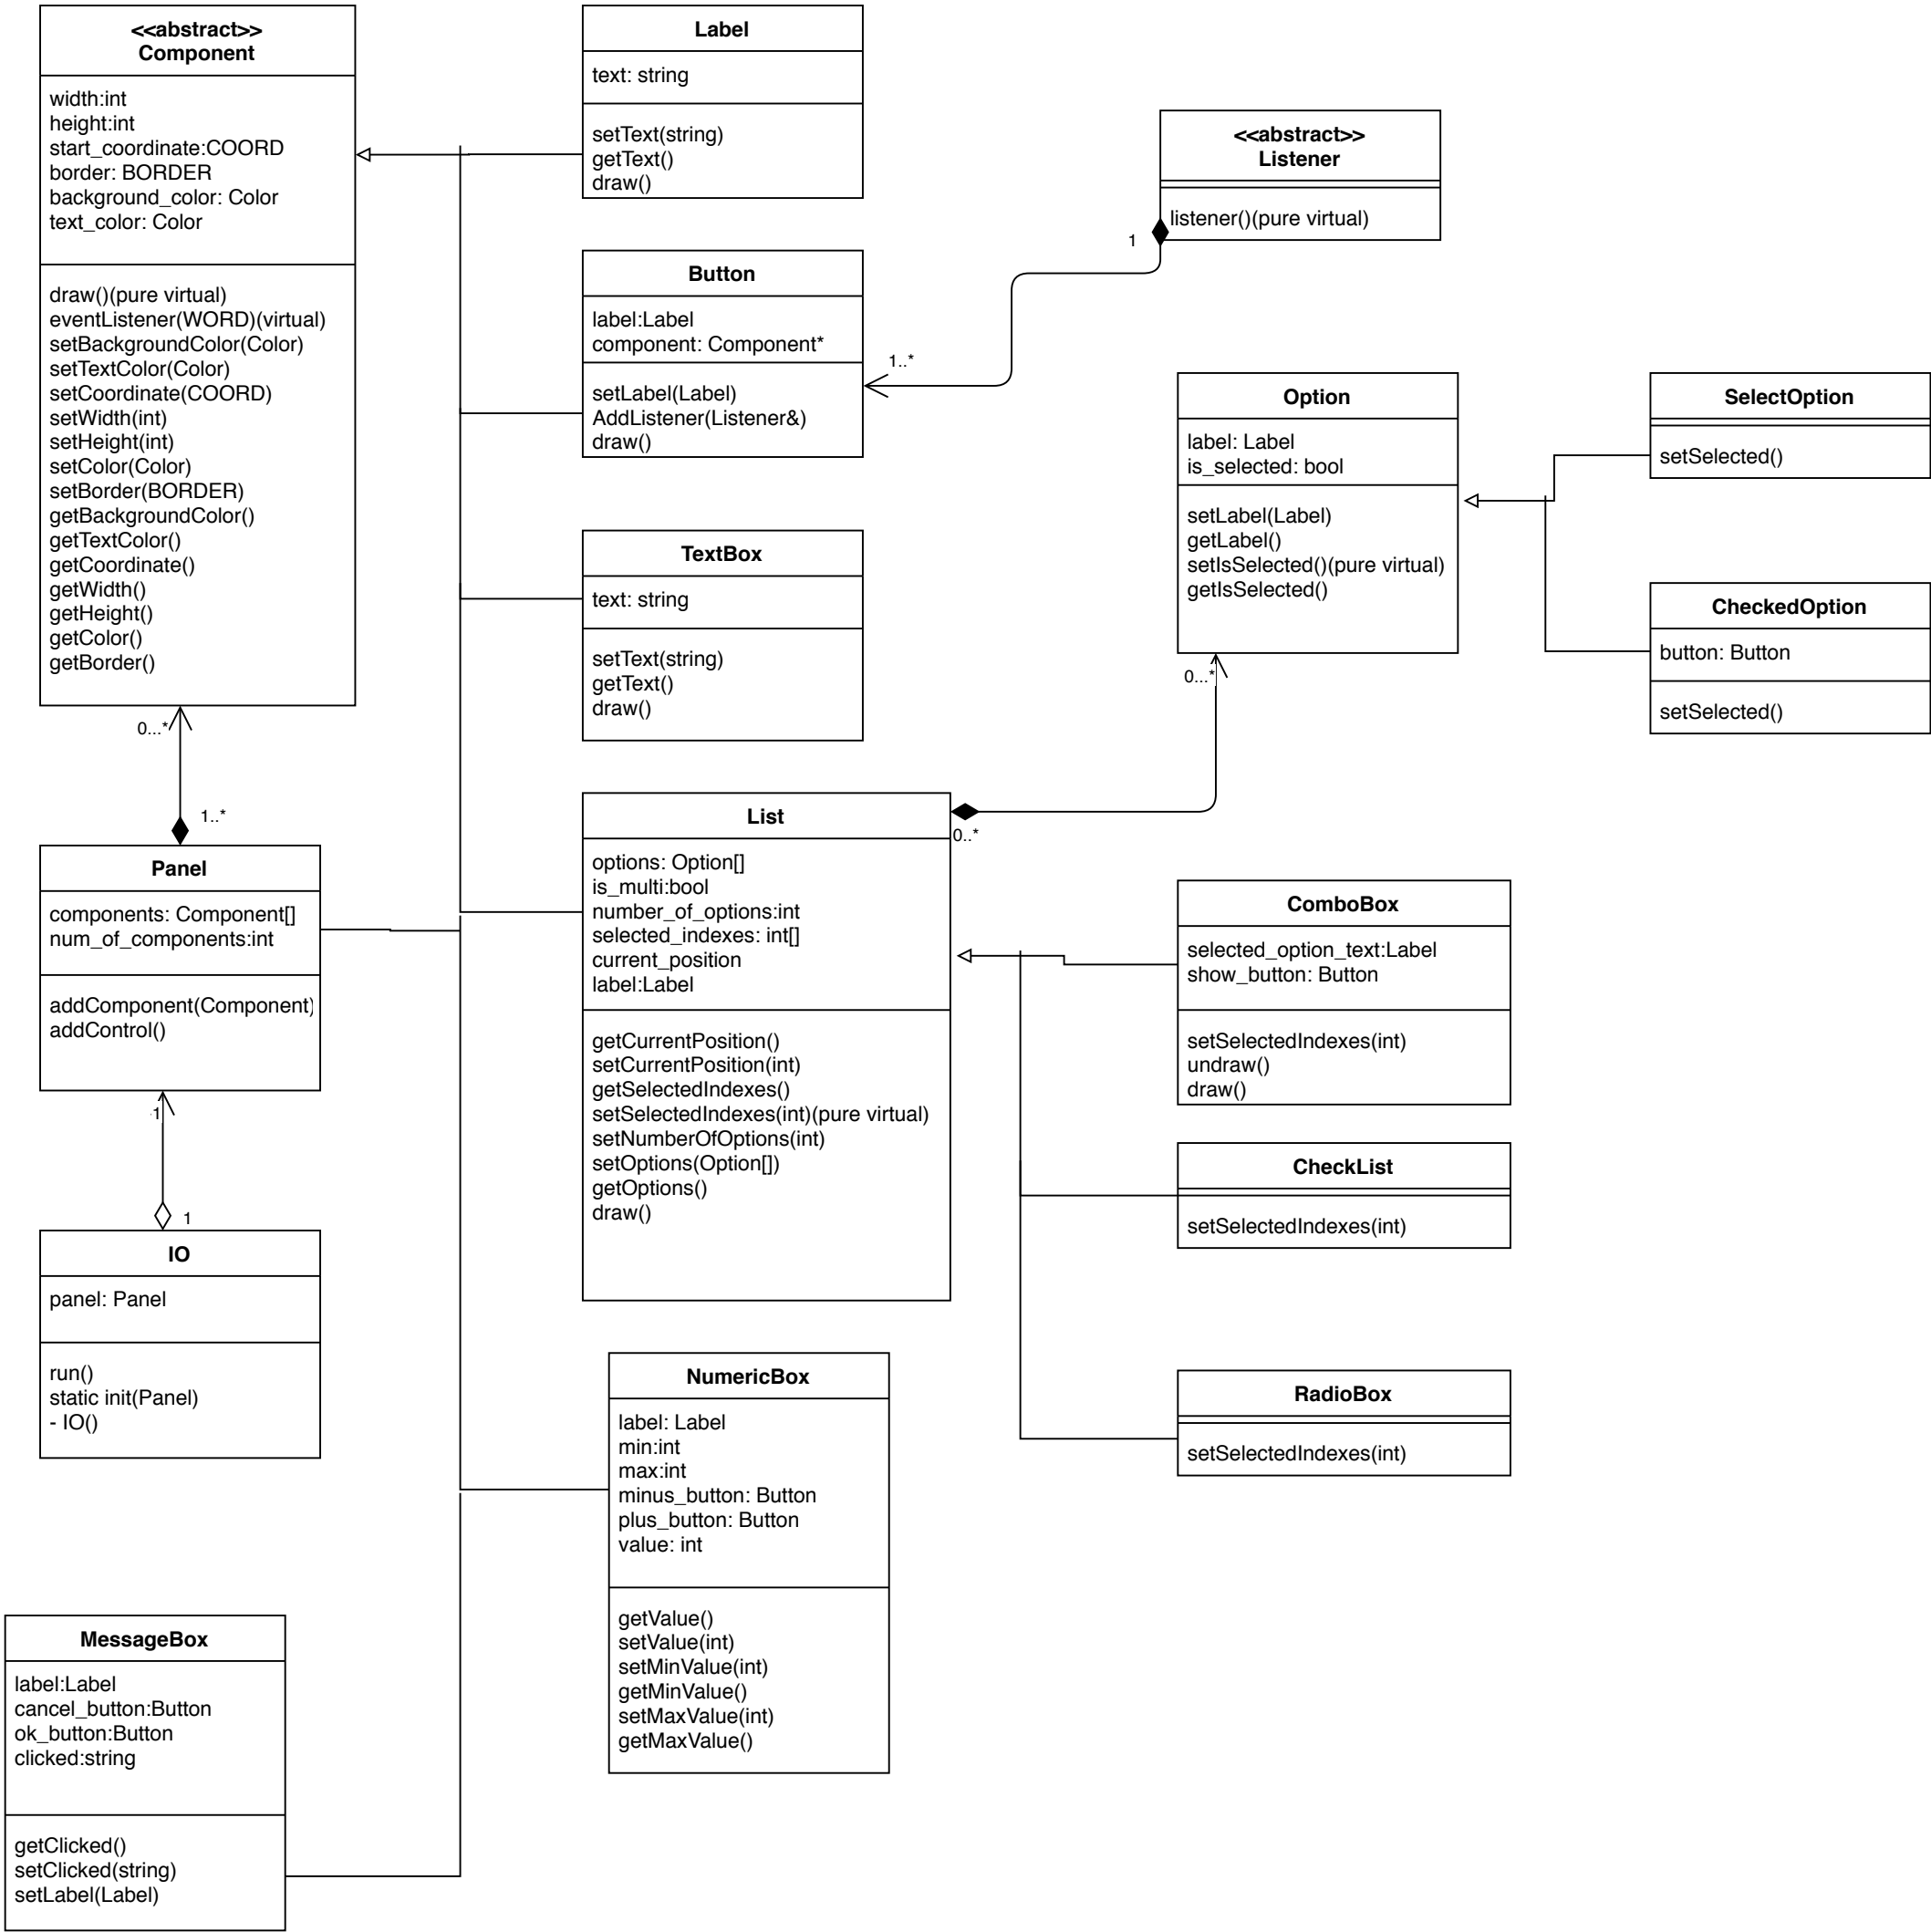 <<abstract>>
Component
width:int
height:int
start_coordinate:COORD
border: BORDER
background_color: Color
text_color: Color
draw()(pure virtual)
eventListener(WORD)(virtual)
setBackgroundColor(Color)
setTextColor(Color)
setCoordinate(COORD)
setWidth(int)
setHeight(int)
setColor(Color)
setBorder(BORDER)
getBackgroundColor()
getTextColor()
getCoordinate()
getWidth()
getHeight()
getColor()
getBorder()
0...*
1..*
Panel
components: Component[]
num_of_components:int
addComponent(Component)
addControl()
1
1
IO
panel: Panel
run()
static init(Panel)
- IO()
MessageBox
label:Label
cancel_button:Button
ok_button:Button
clicked:string
getClicked()
setClicked(string)
setLabel(Label)
Label
text: string
setText(string)
getText()
draw()
Button
label:Label
component: Component*
setLabel(Label)
AddListener(Listener&)
draw()
1..*
1
<<abstract>>
Listener
listener()(pure virtual)
TextBox
text: string
setText(string)
getText()
draw()
List
options: Option[]
is_multi:bool
number_of_options:int
selected_indexes: int[]
current_position
label:Label
getCurrentPosition()
setCurrentPosition(int)
getSelectedIndexes()
setSelectedIndexes(int)(pure virtual)
setNumberOfOptions(int)
setOptions(Option[])
getOptions()
draw()
0..*
0...*
NumericBox
label: Label
min:int
max:int
minus_button: Button
plus_button: Button
value: int
getValue()
setValue(int)
setMinValue(int)
getMinValue()
setMaxValue(int)
getMaxValue()
Option
label: Label
is_selected: bool
setLabel(Label)
getLabel()
setIsSelected()(pure virtual)
getIsSelected()
SelectOption
setSelected()
CheckedOption
button: Button
setSelected()
ComboBox
selected_option_text:Label
show_button: Button
setSelectedIndexes(int)
undraw()
draw()
CheckList
setSelectedIndexes(int)
RadioBox
setSelectedIndexes(int)